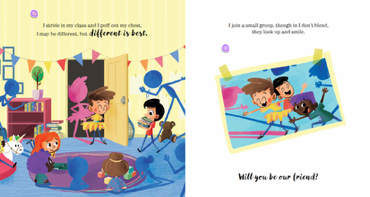 I stride in my class and I puff out my chest,
I may be different, but different is best.
I join a small group, though in I don't blend,
they look up and smile.
Will you be our friend?